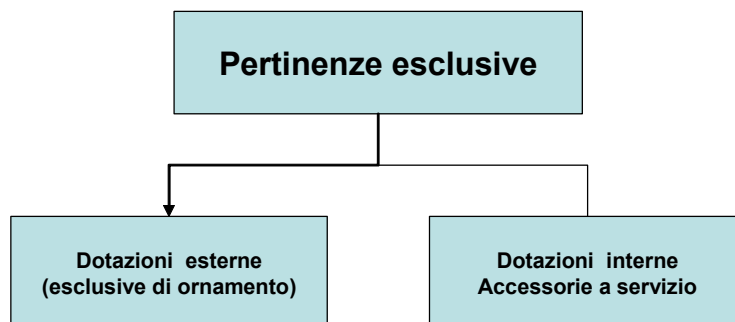 Pertinenze esclusive
Dotazioni esterne
(esclusive di ornamento)
Dotazioni interne
Accessorie a servizio